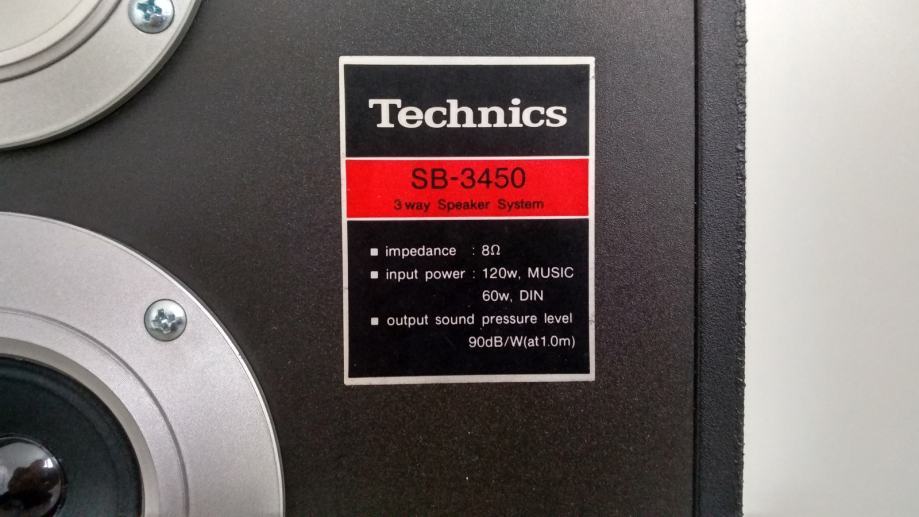 Technics
SB-3450
3 way Speaker System
■ impedance : 8Ω
■ input power : 120w, MUSIC
60w, DIN
■ output sound pressure level
90dB/W(at1.0m)